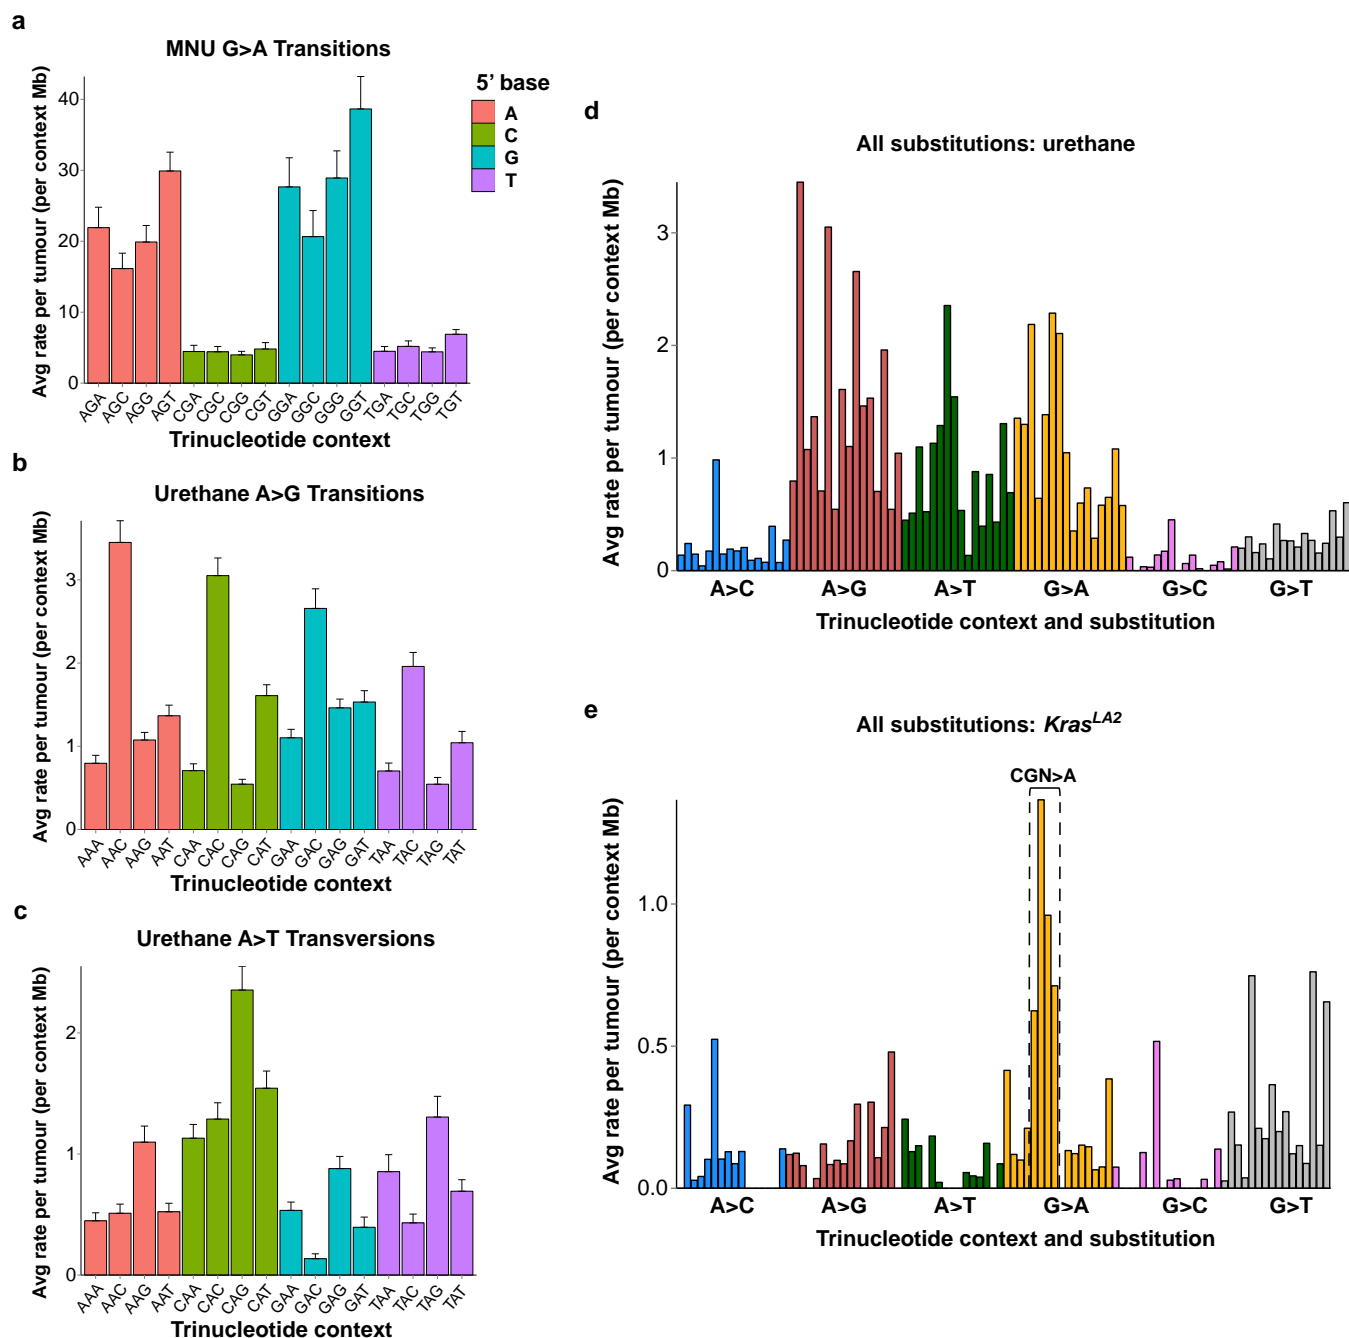 a
MNU G>A Transitions
Avg rate per tumour (per context Mb)
40
30
20
10
0
AGA AGC AGG AGT CGA CGC CGG CGT GGA GGC GGG GGT TGA TGC TGG TGT
Trinucleotide context
5’ base
A
C
G
T
b
Urethane A>G Transitions
Avg rate per tumour (per context Mb)
3
2
1
0
AAA AAC AAG AAT CAA CAC CAG CAT GAA GAC GAG GAT TAA TAC TAG TAT
Trinucleotide context
c
Urethane A>T Transversions
Avg rate per tumour (per context Mb)
2
1
0
AAA AAC AAG AAT CAA CAC CAG CAT GAA GAC GAG GAT TAA TAC TAG TAT
Trinucleotide context
d
All substitutions: urethane
Avg rate per tumour (per context Mb)
3
2
1
0
A>C A>G A>T G>A G>C G>T
Trinucleotide context and substitution
e
All substitutions: Kras^LA2
CGN>A
Avg rate per tumour (per context Mb)
1.0
0.5
0.0
A>C A>G A>T G>A G>C G>T
Trinucleotide context and substitution